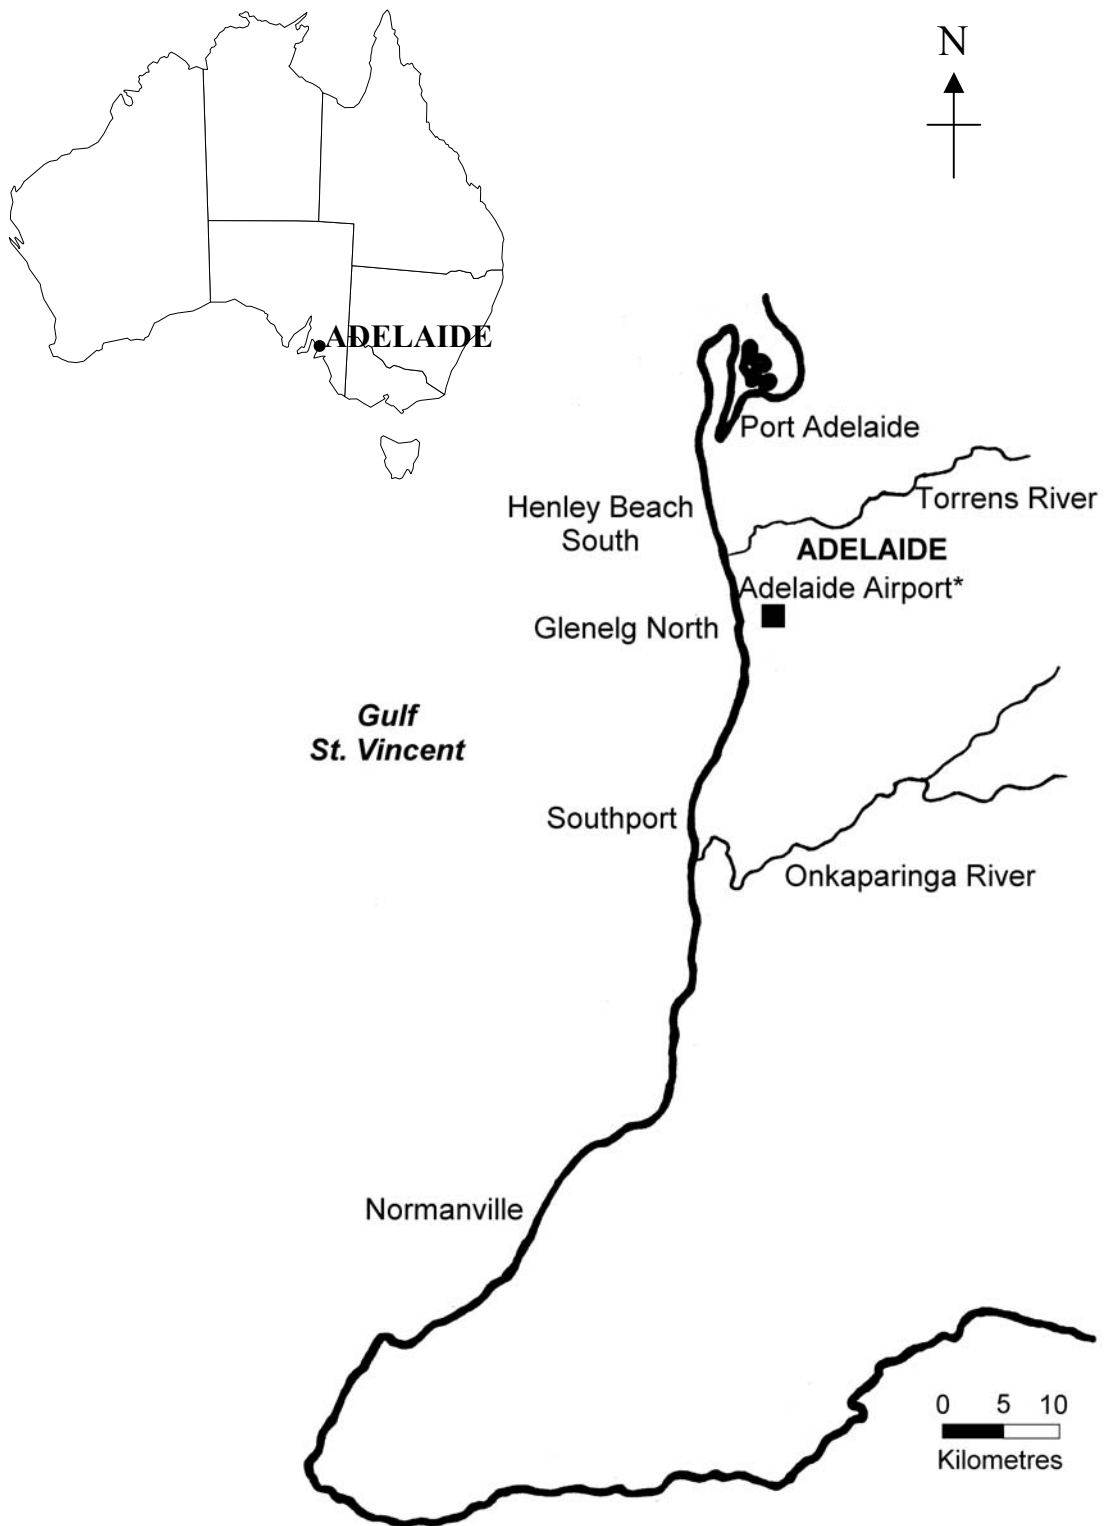 N
ADELAIDE
Port Adelaide
Torrens River
Henley Beach
South
ADELAIDE
Adelaide Airport*
Glenelg North
Gulf
St. Vincent
Southport
Onkaparinga River
Normanville
0 5 10
Kilometres